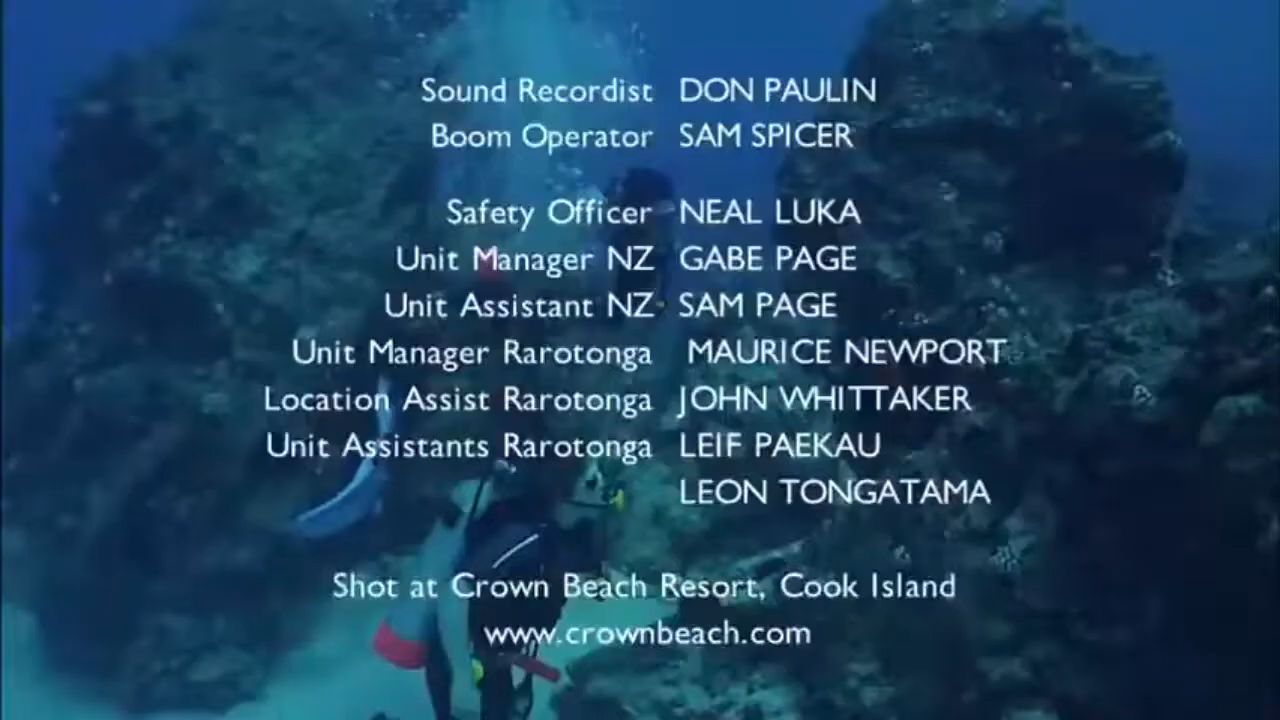 Sound Recordist DON PAULIN
Boom Operator SAM SPICER
Safety Officer NEAL LUKA
Unit Manager NZ GABE PAGE
Unit Assistant NZ SAM PAGE
Unit Manager Rarotonga MAURICE NEWPORT
Location Assist Rarotonga JOHN WHITTAKER
Unit Assistants Rarotonga LEIF PAEKAU
LEON TONGATAMA
Shot at Crown Beach Resort, Cook Island
www.crownbeach.com